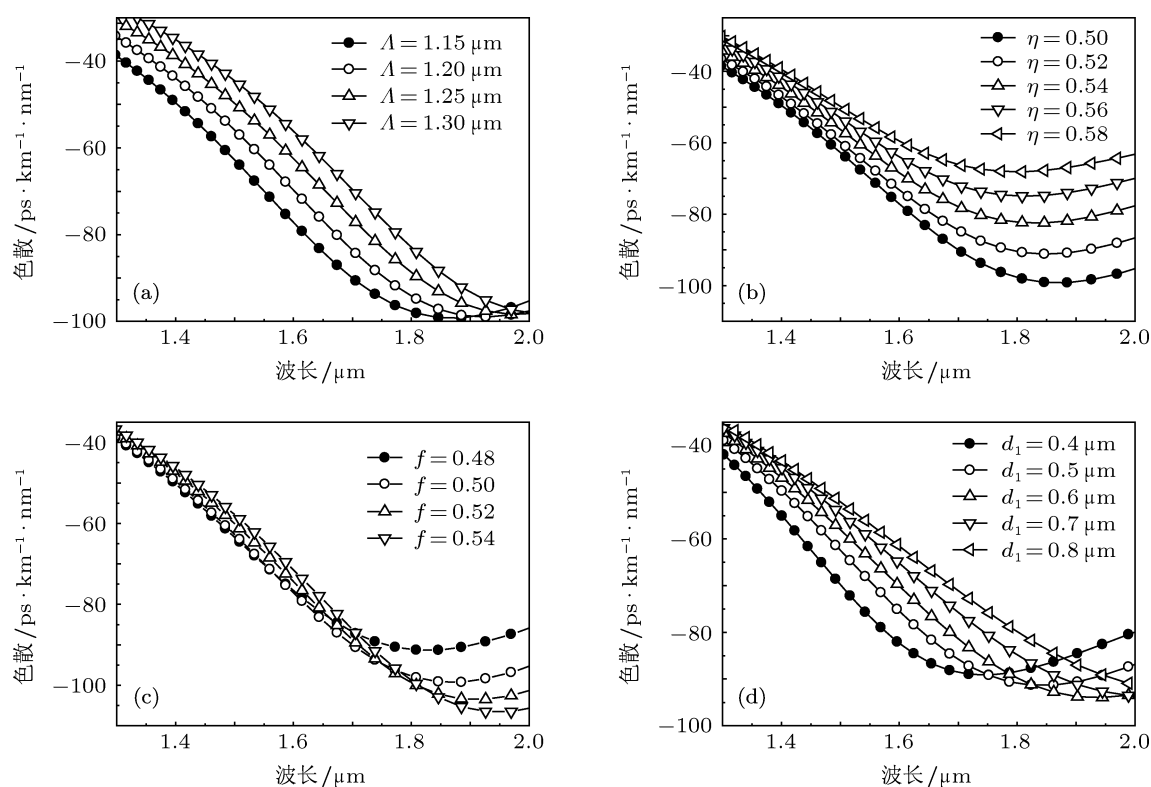 −40
−60
−80
−100
1.4
1.6
1.8
2.0
色散/ps · km⁻¹ · nm⁻¹
波长/μm
(a)
Λ = 1.15 μm
Λ = 1.20 μm
Λ = 1.25 μm
Λ = 1.30 μm
−40
−60
−80
−100
1.4
1.6
1.8
2.0
色散/ps · km⁻¹ · nm⁻¹
波长/μm
(b)
η = 0.50
η = 0.52
η = 0.54
η = 0.56
η = 0.58
−40
−60
−80
−100
1.4
1.6
1.8
2.0
色散/ps · km⁻¹ · nm⁻¹
波长/μm
(c)
f = 0.48
f = 0.50
f = 0.52
f = 0.54
−40
−60
−80
−100
1.4
1.6
1.8
2.0
色散/ps · km⁻¹ · nm⁻¹
波长/μm
(d)
d₁ = 0.4 μm
d₁ = 0.5 μm
d₁ = 0.6 μm
d₁ = 0.7 μm
d₁ = 0.8 μm